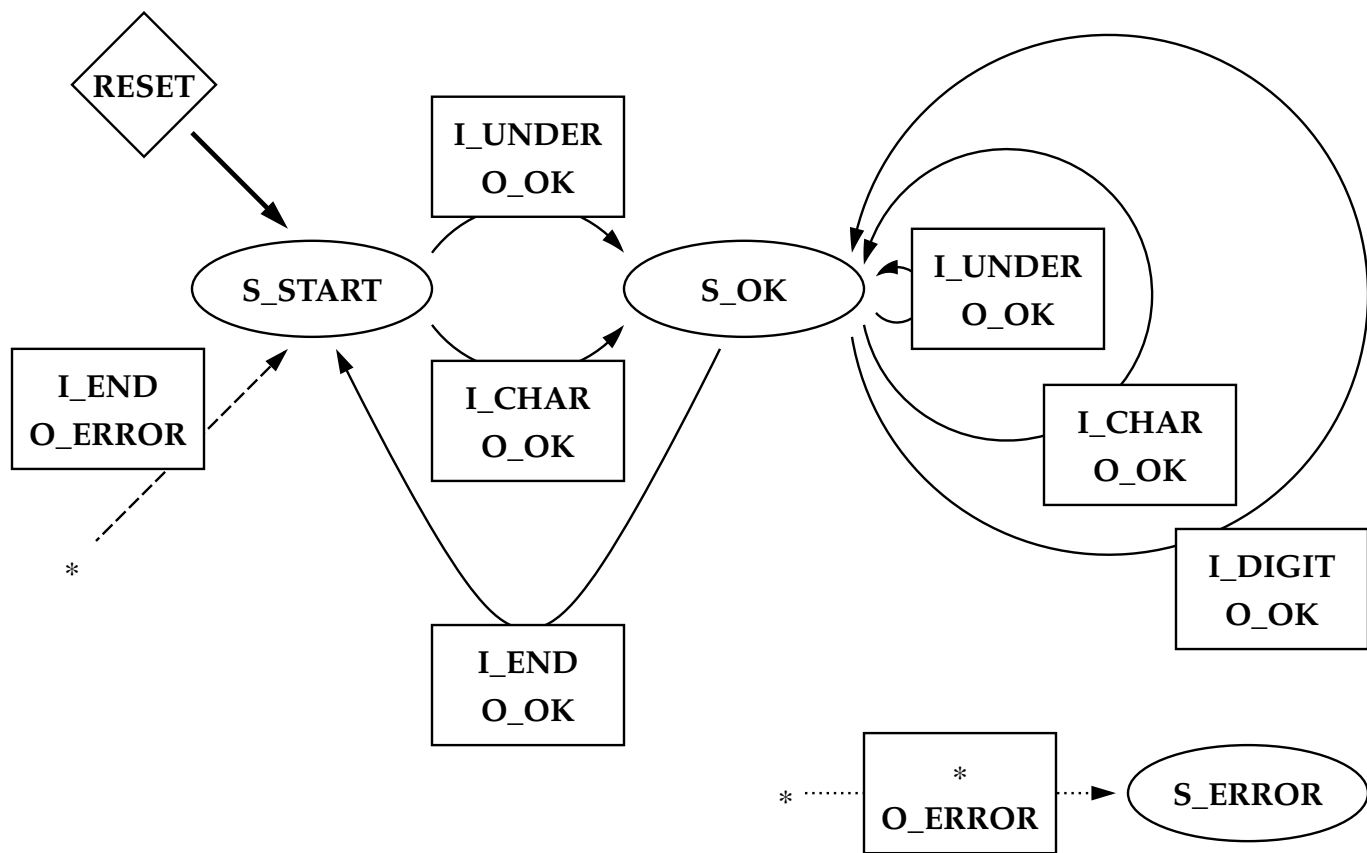 RESET
I_UNDER
O_OK
S_START
S_OK
I_UNDER
O_OK
I_END
O_ERROR
I_CHAR
O_OK
I_CHAR
O_OK
*
I_DIGIT
O_OK
I_END
O_OK
*
*
O_ERROR
S_ERROR